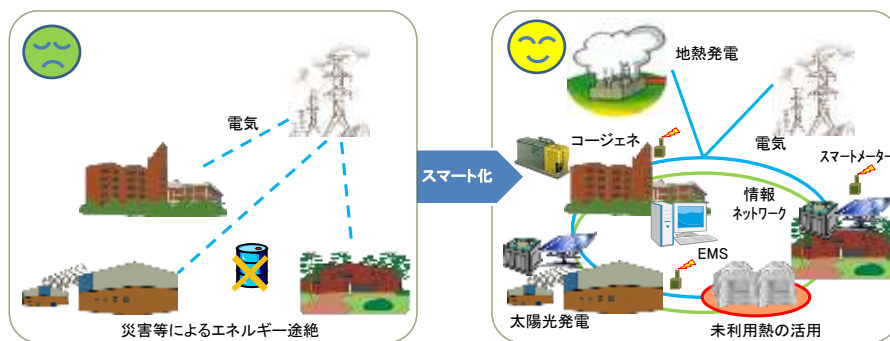 電気
災害等によるエネルギー途絶
スマート化
地熱発電
コージェネ
電気
スマートメーター
情報
ネットワーク
EMS
太陽光発電
未利用熱の活用